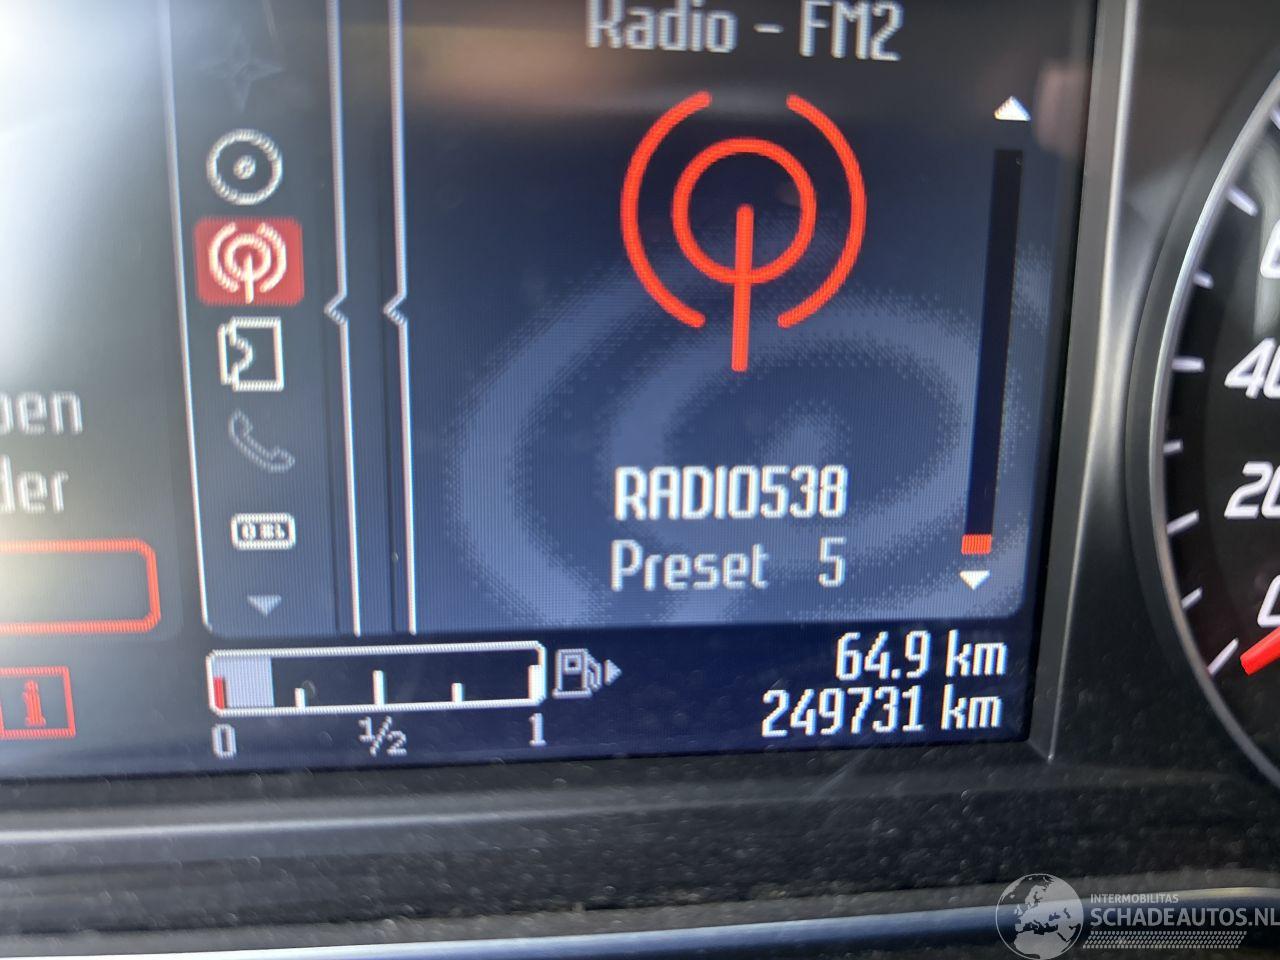 Radio - FM2
RADIO538
Preset 5
der
64.9 km
249731 km
0 1/2 1
40
20
0
i
INTERMOBILITAS
SCHADEAUTOS.NL